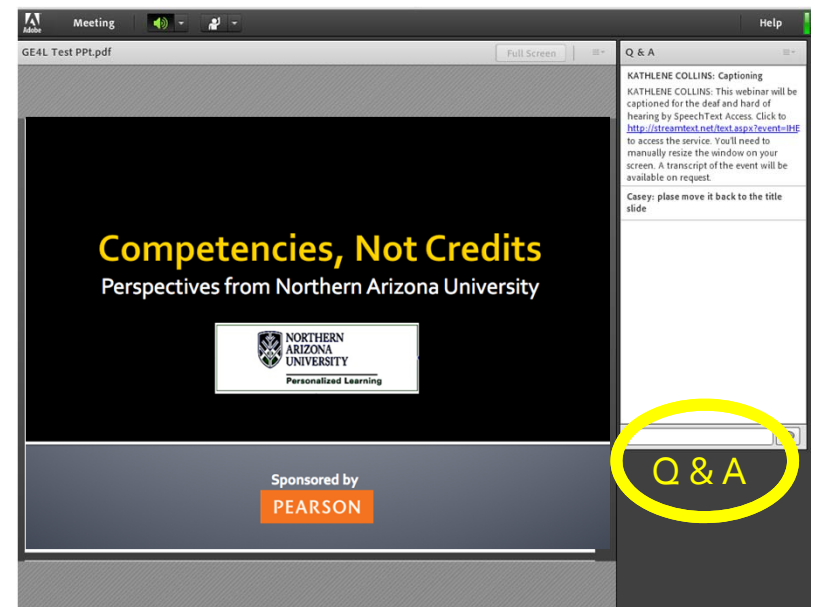 Adobe
Meeting
Help
GE4L Test PPt.pdf
Full Screen
Q & A
KATHLENE COLLINS: Captioning
KATHLENE COLLINS: This webinar will be
captioned for the deaf and hard of
hearing by SpeechText Access. Click to
http://streamtext.net/text.aspx?event=IHE
to access the service. You'll need to
manually resize the window on your
screen. A transcript of the event will be
available on request.
Casey: plase move it back to the title
slide
Competencies, Not Credits
Perspectives from Northern Arizona University
NORTHERN
ARIZONA
UNIVERSITY
Personalized Learning
Sponsored by
PEARSON
Q & A